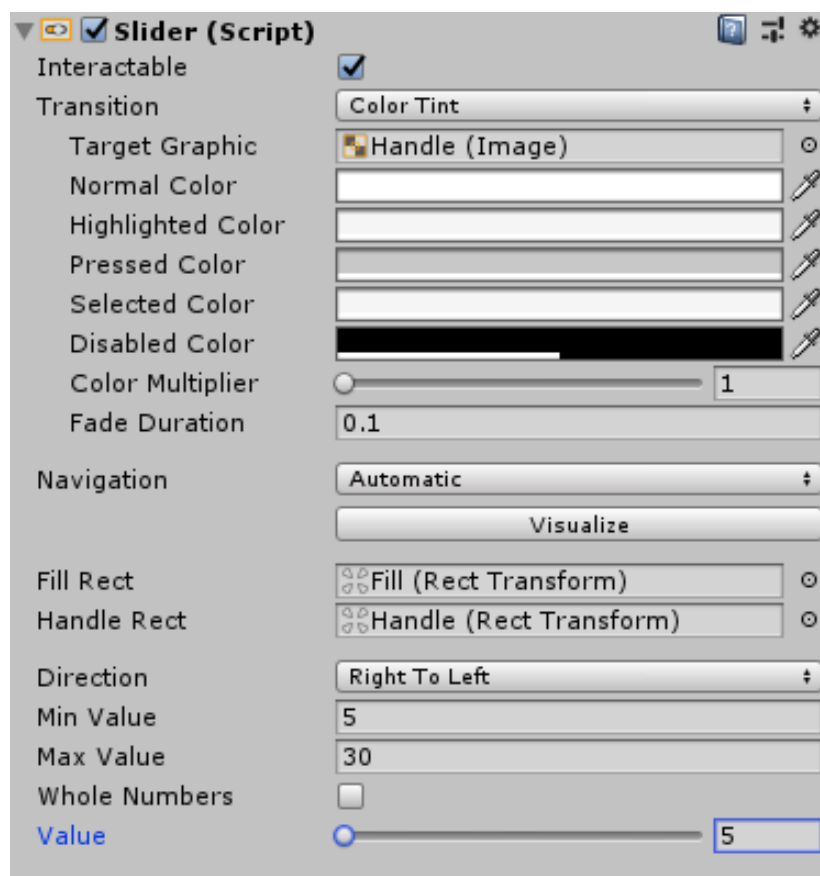 Slider (Script)
Interactable
Transition Color Tint
Target Graphic Handle (Image)
Normal Color
Highlighted Color
Pressed Color
Selected Color
Disabled Color
Color Multiplier 1
Fade Duration 0.1
Navigation Automatic
Visualize
Fill Rect Fill (Rect Transform)
Handle Rect Handle (Rect Transform)
Direction Right To Left
Min Value 5
Max Value 30
Whole Numbers
Value 5